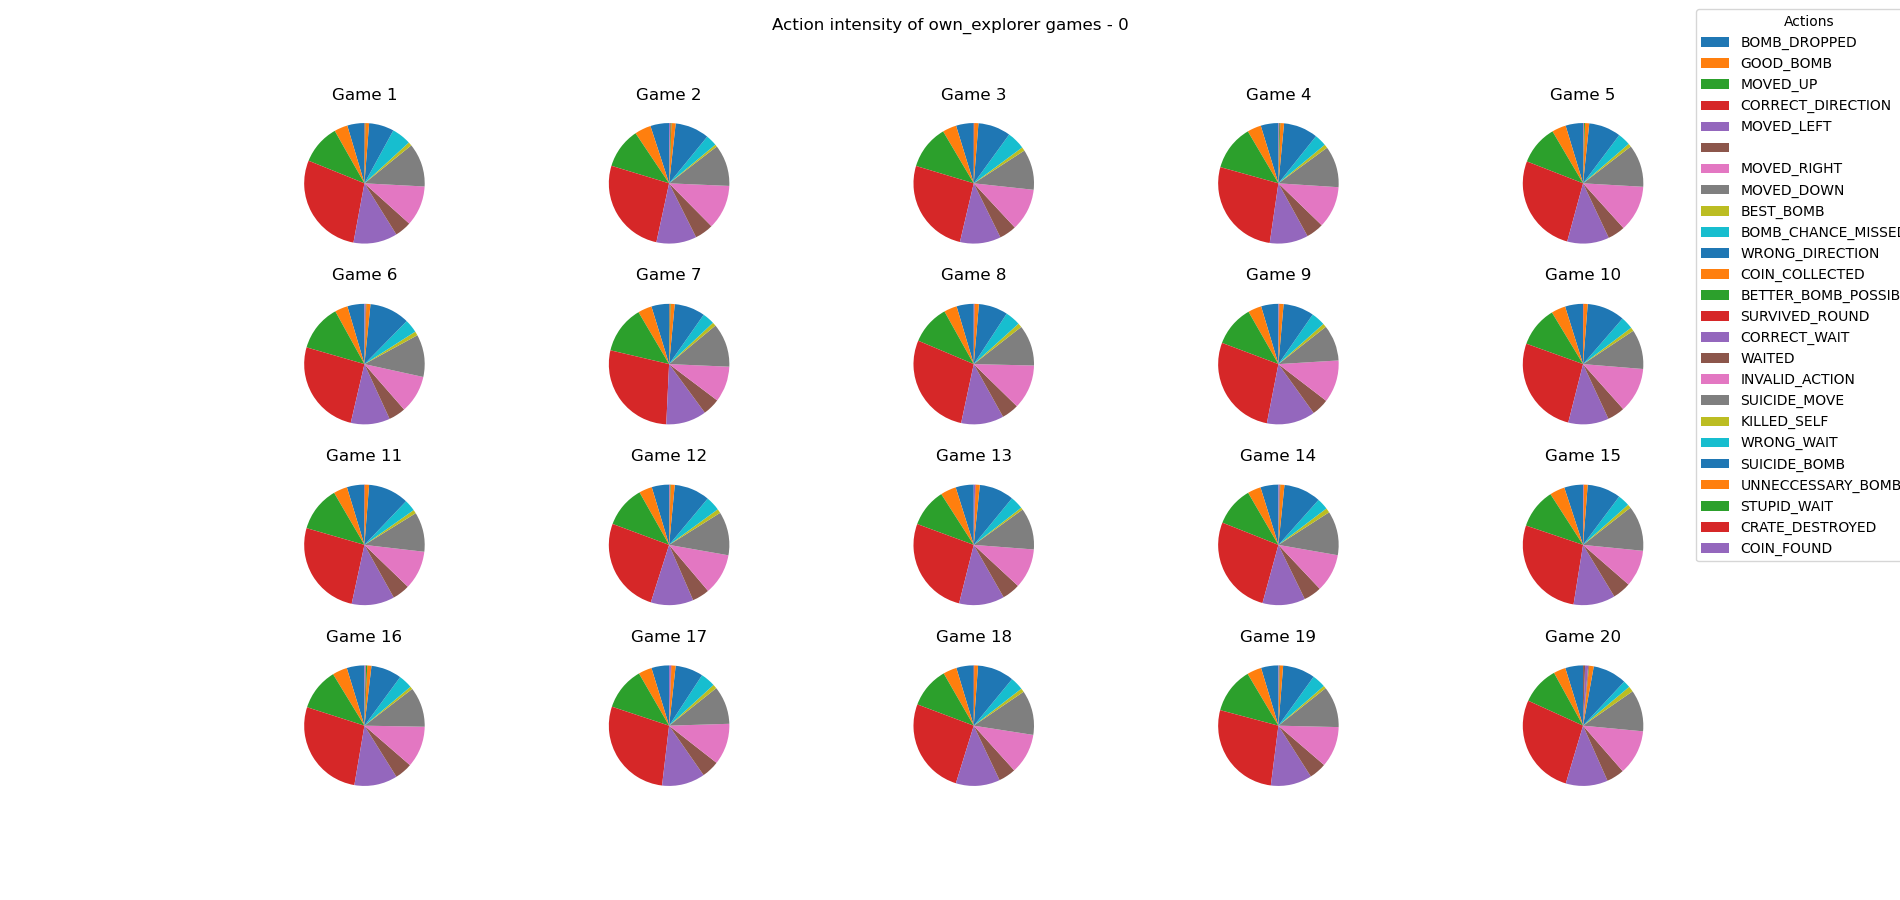 Action intensity of own_explorer games - 0
Game 1
Game 2
Game 3
Game 4
Game 5
Game 6
Game 7
Game 8
Game 9
Game 10
Game 11
Game 12
Game 13
Game 14
Game 15
Game 16
Game 17
Game 18
Game 19
Game 20
Actions
BOMB_DROPPED
GOOD_BOMB
MOVED_UP
CORRECT_DIRECTION
MOVED_LEFT
MOVED_RIGHT
MOVED_DOWN
BEST_BOMB
BOMB_CHANCE_MISSED
WRONG_DIRECTION
COIN_COLLECTED
BETTER_BOMB_POSSIB
SURVIVED_ROUND
CORRECT_WAIT
WAITED
INVALID_ACTION
SUICIDE_MOVE
KILLED_SELF
WRONG_WAIT
SUICIDE_BOMB
UNNECCESSARY_BOMB
STUPID_WAIT
CRATE_DESTROYED
COIN_FOUND